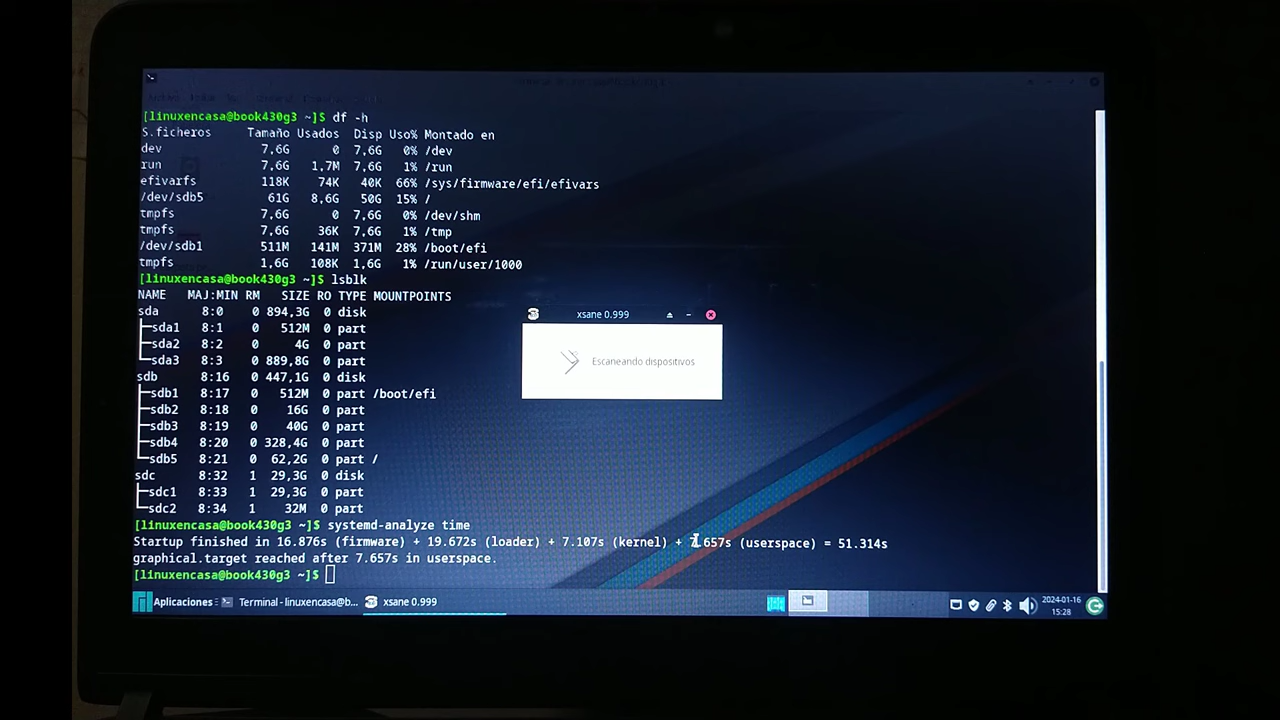 [linuxencasa@book430g3 ~]$ df -h
S.ficheros Tamaño Usados Disp Uso% Montado en
dev 7,6G 0 7,6G 0% /dev
run 7,6G 1,7M 7,6G 1% /run
efivarfs 118K 74K 40K 66% /sys/firmware/efi/efivars
/dev/sdb5 61G 8,6G 50G 15% /
tmpfs 7,6G 0 7,6G 0% /dev/shm
tmpfs 7,6G 36K 7,6G 1% /tmp
/dev/sdb1 511M 141M 371M 28% /boot/efi
tmpfs 1,6G 108K 1,6G 1% /run/user/1000
[linuxencasa@book430g3 ~]$ lsblk
NAME MAJ:MIN RM SIZE RO TYPE MOUNTPOINTS
sda 8:0 0 894,3G 0 disk
├─sda1 8:1 0 512M 0 part
├─sda2 8:2 0 4G 0 part
└─sda3 8:3 0 889,8G 0 part
sdb 8:16 0 447,1G 0 disk
├─sdb1 8:17 0 512M 0 part /boot/efi
├─sdb2 8:18 0 16G 0 part
├─sdb3 8:19 0 40G 0 part
├─sdb4 8:20 0 328,4G 0 part
└─sdb5 8:21 0 62,2G 0 part /
sdc 8:32 1 29,3G 0 disk
├─sdc1 8:33 1 29,3G 0 part
└─sdc2 8:34 1 32M 0 part
[linuxencasa@book430g3 ~]$ systemd-analyze time
Startup finished in 16.876s (firmware) + 19.672s (loader) + 7.107s (kernel) + 7.657s (userspace) = 51.314s
graphical.target reached after 7.657s in userspace.
[linuxencasa@book430g3 ~]$
xsane 0.999
Escaneando dispositivos
Aplicaciones
Terminal - linuxencasa@b...
xsane 0.999
2024-01-16
15:28